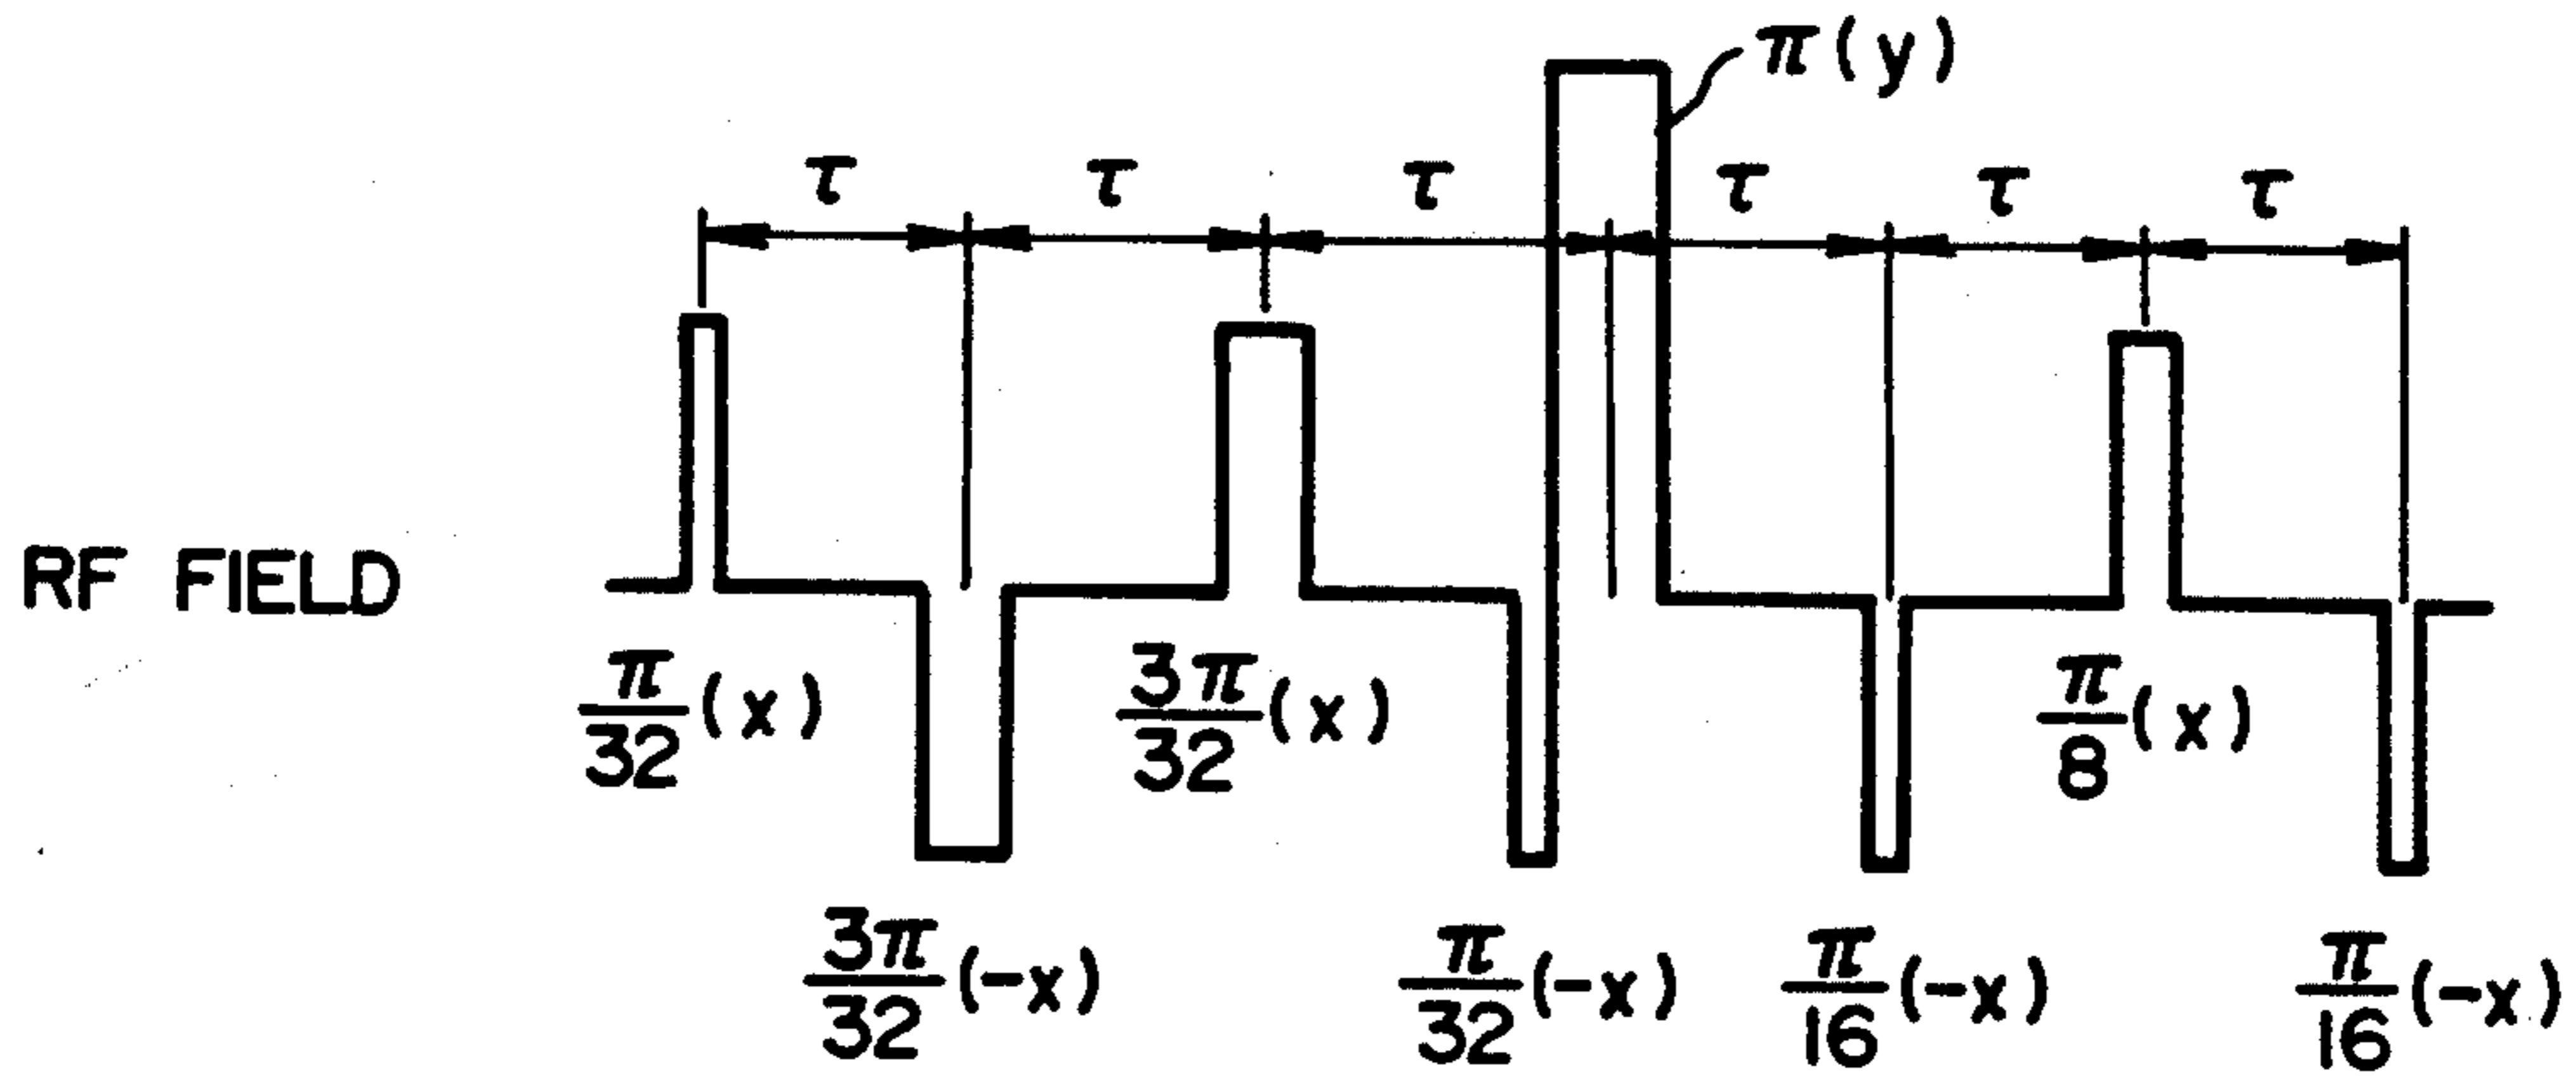 π(y)
τ τ τ τ τ τ
RF FIELD
π/32(x) 3π/32(x) π/8(x)
3π/32(-x) π/32(-x) π/16(-x) π/16(-x)